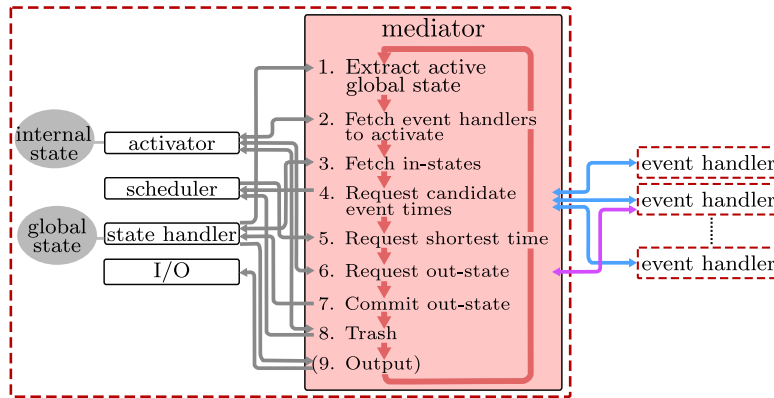 mediator
1. Extract active
global state
2. Fetch event handlers
to activate
3. Fetch in-states
4. Request candidate
event times
5. Request shortest time
6. Request out-state
7. Commit out-state
8. Trash
(9. Output)
internal
state
activator
scheduler
global
state
state handler
I/O
event handler
event handler
event handler